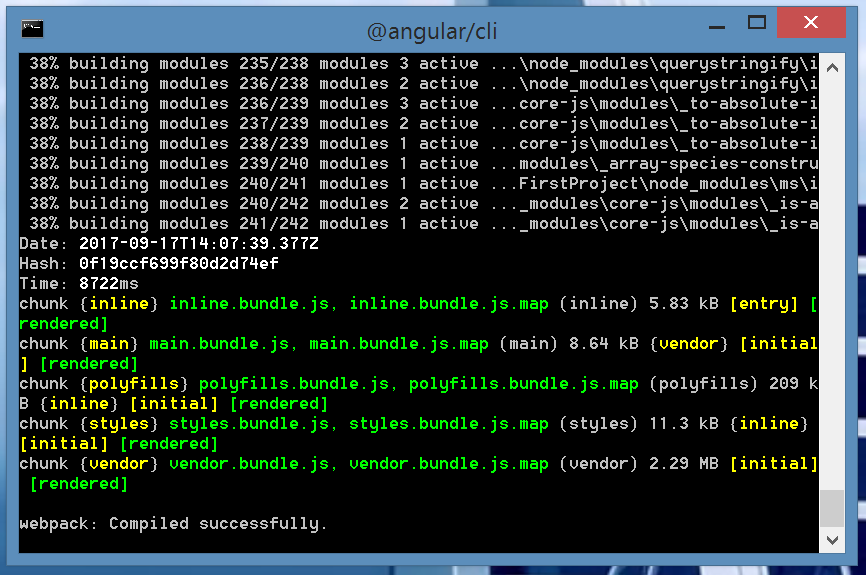 @angular/cli
38% building modules 235/238 modules 3 active ...\node_modules\querystringify\i
38% building modules 236/238 modules 2 active ...\node_modules\querystringify\i
38% building modules 236/239 modules 3 active ...core-js\modules\_to-absolute-i
38% building modules 237/239 modules 2 active ...core-js\modules\_to-absolute-i
38% building modules 238/239 modules 1 active ...core-js\modules\_to-absolute-i
38% building modules 239/240 modules 1 active ...modules\_array-species-constru
38% building modules 240/241 modules 1 active ...FirstProject\node_modules\ms\i
38% building modules 240/242 modules 2 active ..._modules\core-js\modules\_is-a
38% building modules 241/242 modules 1 active ..._modules\core-js\modules\_is-a
Date: 2017-09-17T14:07:39.377Z
Hash: 0f19ccf699f80d2d74ef
Time: 8722ms
chunk {inline} inline.bundle.js, inline.bundle.js.map (inline) 5.83 kB [entry] [
rendered]
chunk {main} main.bundle.js, main.bundle.js.map (main) 8.64 kB {vendor} [initial
] [rendered]
chunk {polyfills} polyfills.bundle.js, polyfills.bundle.js.map (polyfills) 209 k
B {inline} [initial] [rendered]
chunk {styles} styles.bundle.js, styles.bundle.js.map (styles) 11.3 kB {inline}
[initial] [rendered]
chunk {vendor} vendor.bundle.js, vendor.bundle.js.map (vendor) 2.29 MB [initial]
[rendered]
webpack: Compiled successfully.